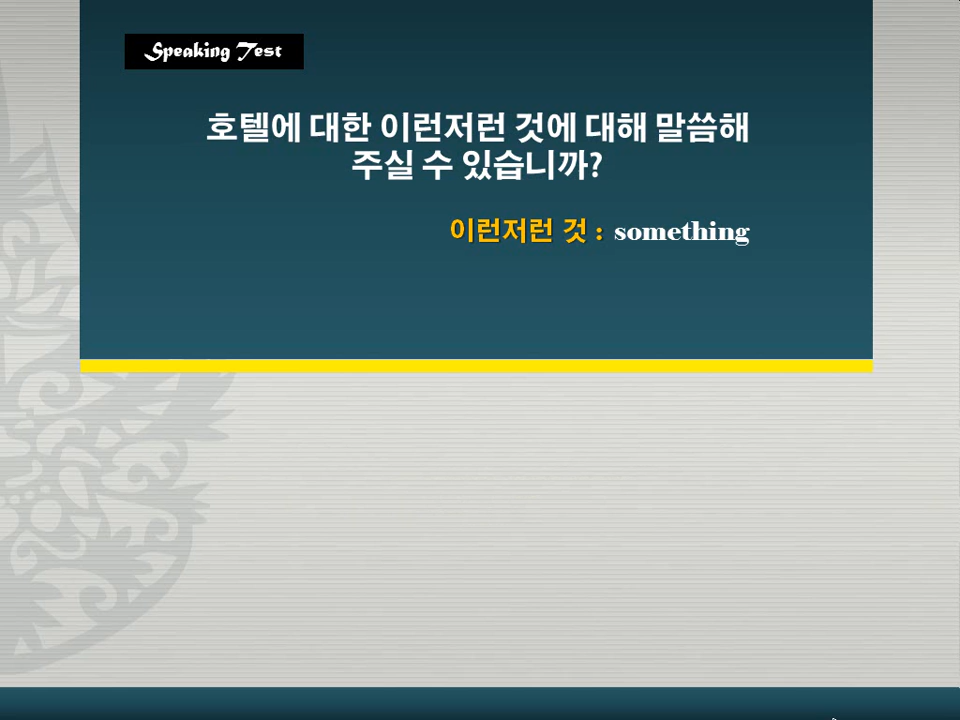 Speaking Test
호텔에 대한 이런저런 것에 대해 말씀해
주실 수 있습니까?
이런저런 것 : something